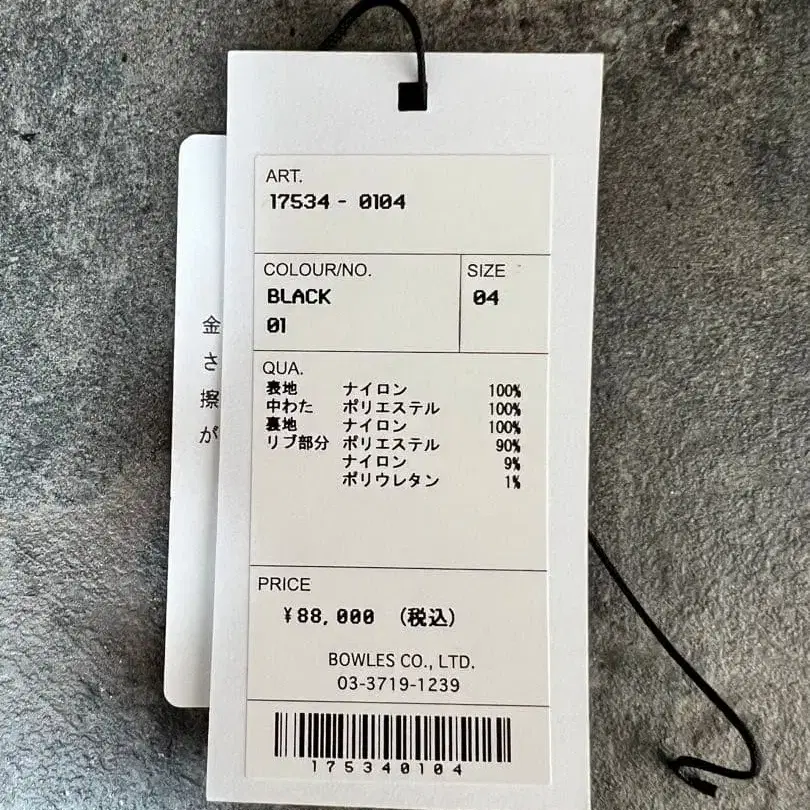 ART.
17534 - 0104
COLOUR/NO.
BLACK
01
SIZE
04
QUA.
表地 ナイロン 100%
中わた ポリエステル 100%
裏地 ナイロン 100%
リブ部分 ポリエステル 90%
ナイロン 9%
ポリウレタン 1%
PRICE
¥88,000 (税込)
BOWLES CO., LTD.
03-3719-1239
175340104
金
さ
擦
が